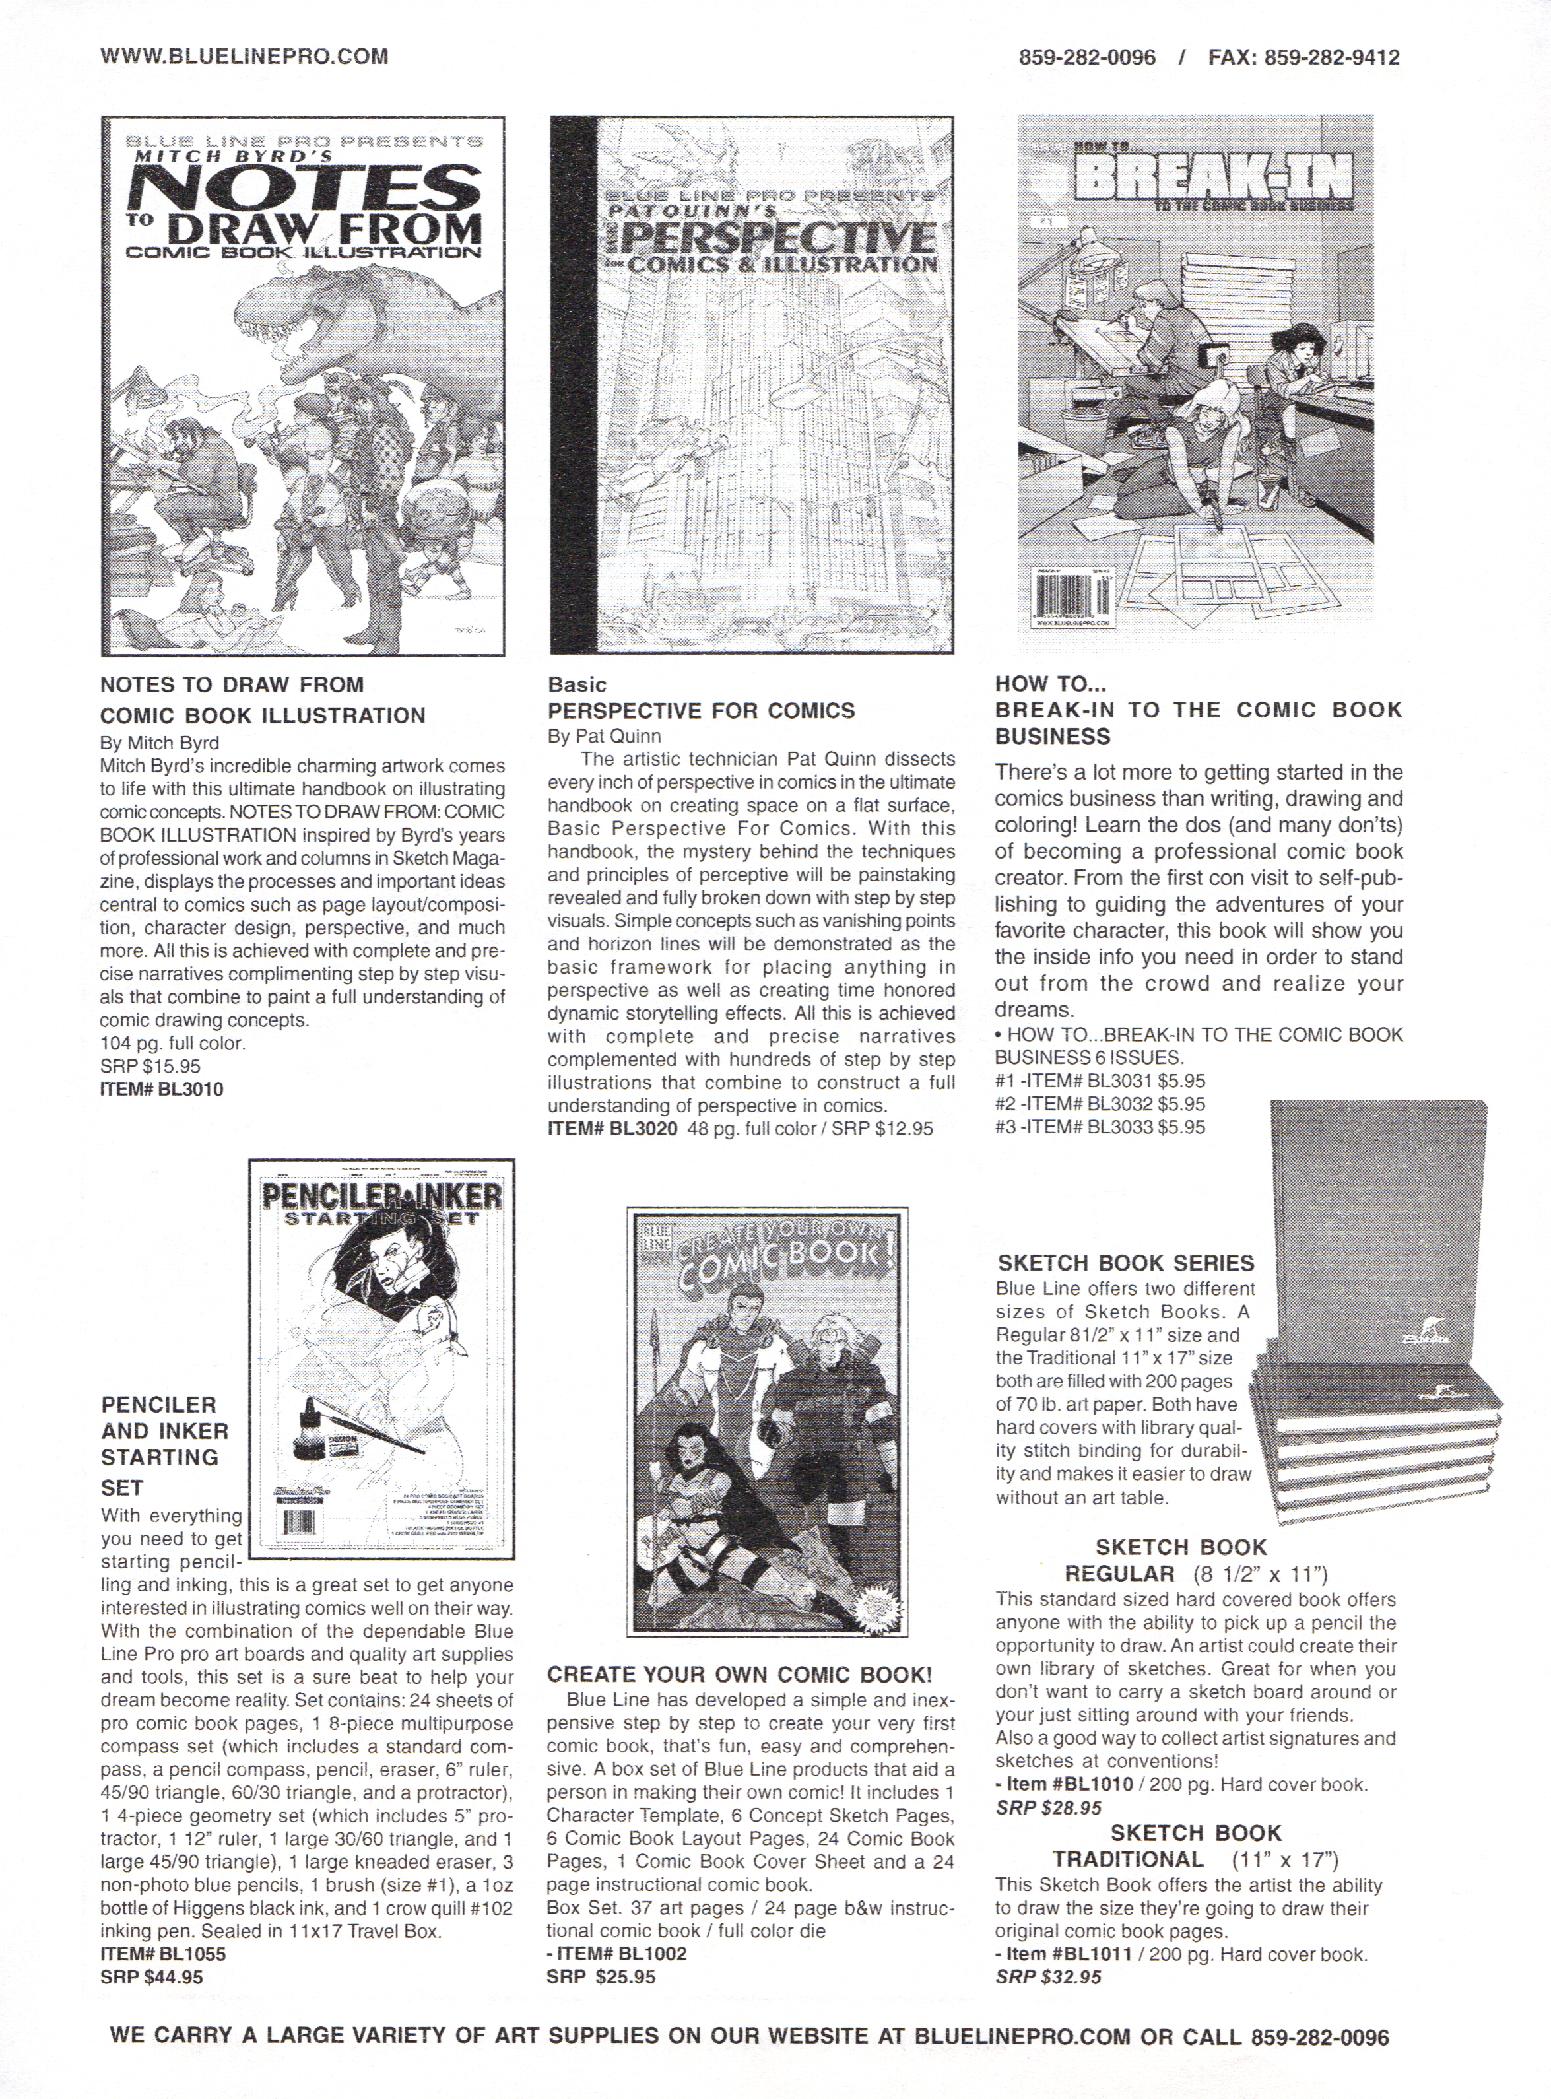 WWW.BLUELINEPRO.COM
859-282-0096 / FAX: 859-282-9412
BLUE LINE PRO PRESENTS
MITCH BYRD'S
NOTES
TO DRAW FROM
COMIC BOOK ILLUSTRATION
BLUE LINE PRO PRESENTS
PAT QUINN'S
BASIC PERSPECTIVE
FOR COMICS & ILLUSTRATION
HOW TO...
BREAK-IN
TO THE COMIC BOOK BUSINESS
#1
WWW.BLUELINEPRO.COM
NOTES TO DRAW FROM
COMIC BOOK ILLUSTRATION
By Mitch Byrd
Mitch Byrd's incredible charming artwork comes
to life with this ultimate handbook on illustrating
comic concepts. NOTES TO DRAW FROM: COMIC
BOOK ILLUSTRATION inspired by Byrd's years
of professional work and columns in Sketch Maga-
zine, displays the processes and important ideas
central to comics such as page layout/composi-
tion, character design, perspective, and much
more. All this is achieved with complete and pre-
cise narratives complimenting step by step visu-
als that combine to paint a full understanding of
comic drawing concepts.
104 pg. full color.
SRP $15.95
ITEM# BL3010
Basic
PERSPECTIVE FOR COMICS
By Pat Quinn
The artistic technician Pat Quinn dissects
every inch of perspective in comics in the ultimate
handbook on creating space on a flat surface,
Basic Perspective For Comics. With this
handbook, the mystery behind the techniques
and principles of perceptive will be painstaking
revealed and fully broken down with step by step
visuals. Simple concepts such as vanishing points
and horizon lines will be demonstrated as the
basic framework for placing anything in
perspective as well as creating time honored
dynamic storytelling effects. All this is achieved
with complete and precise narratives
complemented with hundreds of step by step
illustrations that combine to construct a full
understanding of perspective in comics.
ITEM# BL3020 48 pg. full color / SRP $12.95
HOW TO...
BREAK-IN TO THE COMIC BOOK
BUSINESS
There's a lot more to getting started in the
comics business than writing, drawing and
coloring! Learn the dos (and many don'ts)
of becoming a professional comic book
creator. From the first con visit to self-pub-
lishing to guiding the adventures of your
favorite character, this book will show you
the inside info you need in order to stand
out from the crowd and realize your
dreams.
• HOW TO...BREAK-IN TO THE COMIC BOOK
BUSINESS 6 ISSUES.
#1 -ITEM# BL3031 $5.95
#2 -ITEM# BL3032 $5.95
#3 -ITEM# BL3033 $5.95
PENCILER & INKER
STARTING SET
PENCILER
AND INKER
STARTING
SET
With everything
you need to get
starting pencil-
ling and inking, this is a great set to get anyone
interested in illustrating comics well on their way.
With the combination of the dependable Blue
Line Pro pro art boards and quality art supplies
and tools, this set is a sure beat to help your
dream become reality. Set contains: 24 sheets of
pro comic book pages, 1 8-piece multipurpose
compass set (which includes a standard com-
pass, a pencil compass, pencil, eraser, 6" ruler,
45/90 triangle, 60/30 triangle, and a protractor),
1 4-piece geometry set (which includes 5" pro-
tractor, 1 12" ruler, 1 large 30/60 triangle, and 1
large 45/90 triangle), 1 large kneaded eraser, 3
non-photo blue pencils, 1 brush (size #1), a 1oz
bottle of Higgens black ink, and 1 crow quill #102
inking pen. Sealed in 11x17 Travel Box.
ITEM# BL1055
SRP $44.95
BLUE
LINE
CREATE YOUR OWN
COMIC BOOK!
CREATE YOUR OWN COMIC BOOK!
Blue Line has developed a simple and inex-
pensive step by step to create your very first
comic book, that's fun, easy and comprehen-
sive. A box set of Blue Line products that aid a
person in making their own comic! It includes 1
Character Template, 6 Concept Sketch Pages,
6 Comic Book Layout Pages, 24 Comic Book
Pages, 1 Comic Book Cover Sheet and a 24
page instructional comic book.
Box Set. 37 art pages / 24 page b&w instruc-
tional comic book / full color die
- ITEM# BL1002
SRP $25.95
SKETCH BOOK SERIES
Blue Line offers two different
sizes of Sketch Books. A
Regular 81/2" x 11" size and
the Traditional 11" x 17" size
both are filled with 200 pages
of 70 lb. art paper. Both have
hard covers with library qual-
ity stitch binding for durabil-
ity and makes it easier to draw
without an art table.
SKETCH BOOK
REGULAR (8 1/2" x 11")
This standard sized hard covered book offers
anyone with the ability to pick up a pencil the
opportunity to draw. An artist could create their
own library of sketches. Great for when you
don't want to carry a sketch board around or
your just sitting around with your friends.
Also a good way to collect artist signatures and
sketches at conventions!
- Item #BL1010 / 200 pg. Hard cover book.
SRP $28.95
SKETCH BOOK
TRADITIONAL (11" x 17")
This Sketch Book offers the artist the ability
to draw the size they're going to draw their
original comic book pages.
- Item #BL1011 / 200 pg. Hard cover book.
SRP $32.95
WE CARRY A LARGE VARIETY OF ART SUPPLIES ON OUR WEBSITE AT BLUELINEPRO.COM OR CALL 859-282-0096